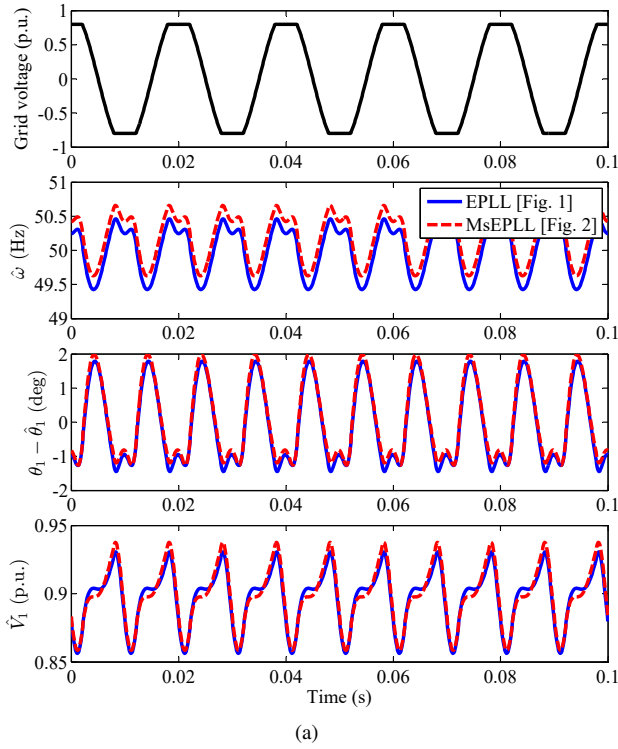 Grid voltage (p.u.)
1
0.5
0
-0.5
-1
0 0.02 0.04 0.06 0.08 0.1
ω̂ (Hz)
51
50.5
50
49.5
49
EPLL [Fig. 1]
MsEPLL [Fig. 2]
0 0.02 0.04 0.06 0.08 0.1
θ₁ − θ̂₁ (deg)
2
1
0
-1
-2
0 0.02 0.04 0.06 0.08 0.1
V̂₁ (p.u.)
0.95
0.9
0.85
0 0.02 0.04 0.06 0.08 0.1
Time (s)
(a)